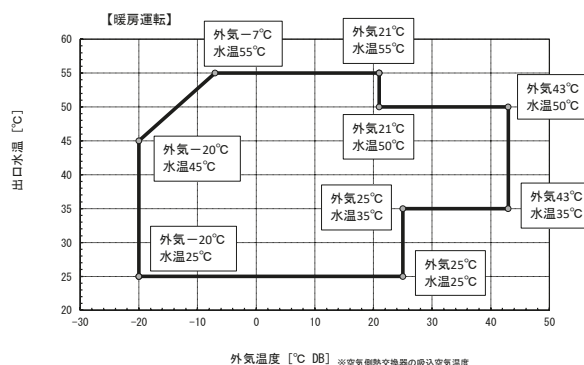 【暖房運転】
外気－7℃
水温55℃
外気21℃
水温55℃
60
55
50
45
40
35
30
25
20
出口水温 [℃]
外気43℃
水温50℃
外気21℃
水温50℃
外気－20℃
水温45℃
外気25℃
水温35℃
外気43℃
水温35℃
外気－20℃
水温25℃
外気25℃
水温25℃
-30 -20 -10 0 10 20 30 40 50
外気温度 [℃ DB] ※空気側熱交換器の吸込空気温度